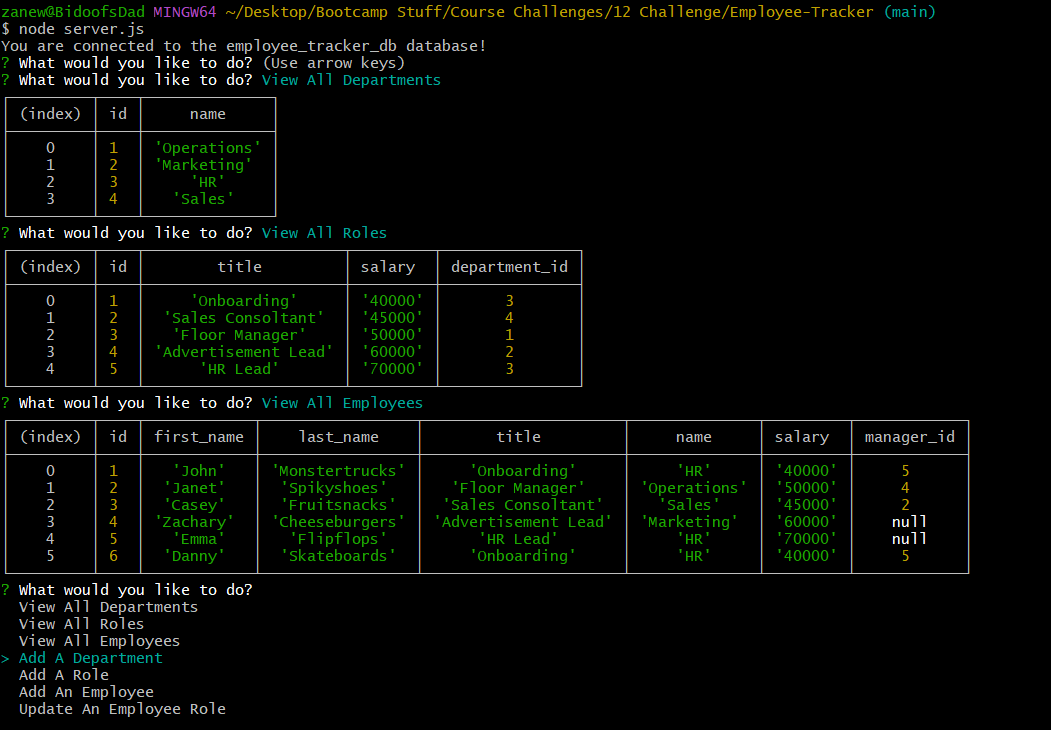 zanew@BidoofsDad MINGW64 ~/Desktop/Bootcamp Stuff/Course Challenges/12 Challenge/Employee-Tracker (main)
$ node server.js
You are connected to the employee_tracker_db database!
? What would you like to do? (Use arrow keys)
? What would you like to do? View All Departments
(index) id name
0 1 'Operations'
1 2 'Marketing'
2 3 'HR'
3 4 'Sales'
? What would you like to do? View All Roles
(index) id title salary department_id
0 1 'Onboarding' '40000' 3
1 2 'Sales Consoltant' '45000' 4
2 3 'Floor Manager' '50000' 1
3 4 'Advertisement Lead' '60000' 2
4 5 'HR Lead' '70000' 3
? What would you like to do? View All Employees
(index) id first_name last_name title name salary manager_id
0 1 'John' 'Monstertrucks' 'Onboarding' 'HR' '40000' 5
1 2 'Janet' 'Spikyshoes' 'Floor Manager' 'Operations' '50000' 4
2 3 'Casey' 'Fruitsnacks' 'Sales Consoltant' 'Sales' '45000' 2
3 4 'Zachary' 'Cheeseburgers' 'Advertisement Lead' 'Marketing' '60000' null
4 5 'Emma' 'Flipflops' 'HR Lead' 'HR' '70000' null
5 6 'Danny' 'Skateboards' 'Onboarding' 'HR' '40000' 5
? What would you like to do?
View All Departments
View All Roles
View All Employees
> Add A Department
Add A Role
Add An Employee
Update An Employee Role